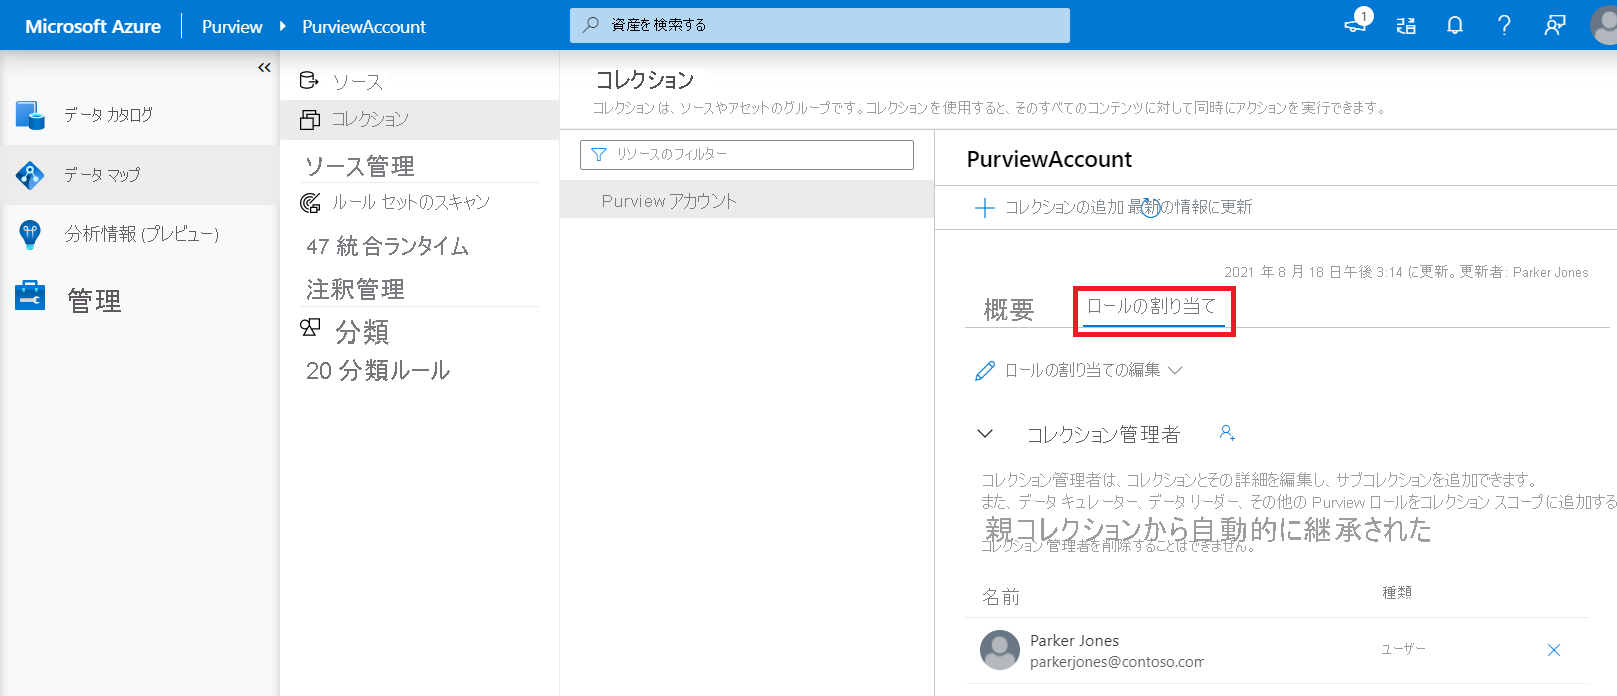 Microsoft Azure
Purview
PurviewAccount
資産を検索する
1
データ カタログ
データ マップ
分析情報 (プレビュー)
管理
ソース
コレクション
ソース管理
ルール セットのスキャン
47 統合ランタイム
注釈管理
分類
20 分類ルール
コレクション
コレクションは、ソースやアセットのグループです。コレクションを使用すると、そのすべてのコンテンツに対して同時にアクションを実行できます。
リソースのフィルター
Purview アカウント
PurviewAccount
コレクションの追加 最新の情報に更新
2021 年 8 月 18 日午後 3:14 に更新。更新者: Parker Jones
概要
ロールの割り当て
ロールの割り当ての編集
コレクション管理者
コレクション管理者は、コレクションとその詳細を編集し、サブコレクションを追加できます。
また、データ キュレーター、データ リーダー、その他の Purview ロールをコレクション スコープに追加する
親コレクションから自動的に継承された
コレクション管理者を削除することはできません。
名前
種類
Parker Jones
parkerjones@contoso.com
ユーザー